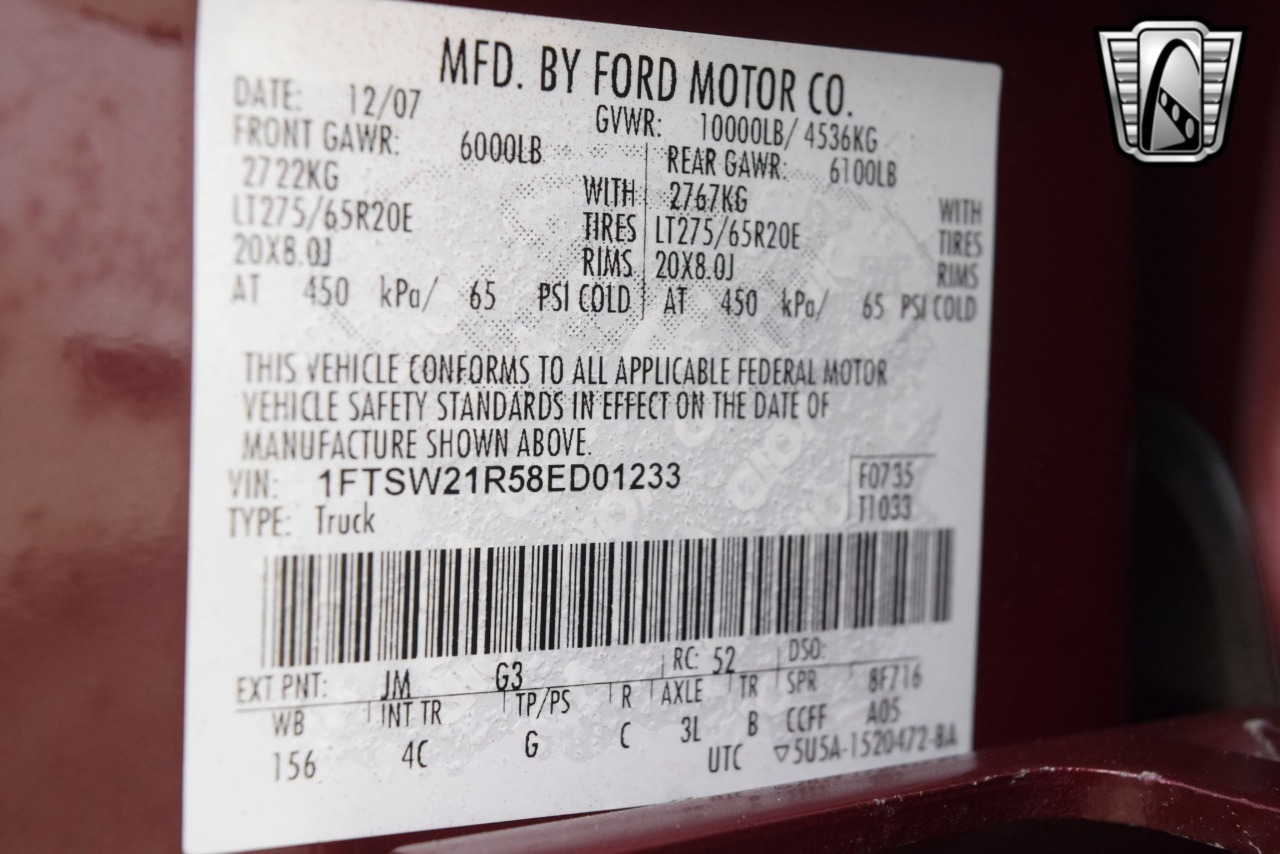 MFD. BY FORD MOTOR CO.
DATE: 12/07 GVWR: 10000LB/ 4536KG
FRONT GAWR: 6000LB REAR GAWR: 6100LB
2722KG WITH 2767KG WITH
LT275/65R20E TIRES LT275/65R20E TIRES
20X8.0J RIMS 20X8.0J RIMS
AT 450 kPa/ 65 PSI COLD AT 450 kPa/ 65 PSI COLD
THIS VEHICLE CONFORMS TO ALL APPLICABLE FEDERAL MOTOR
VEHICLE SAFETY STANDARDS IN EFFECT ON THE DATE OF
MANUFACTURE SHOWN ABOVE.
VIN: 1FTSW21R58ED01233 F0735
TYPE: Truck T1033
EXT PNT: JM G3 RC: 52 DSO:
WB INT TR TP/PS R AXLE TR SPR 8F716
156 4C G C 3L B CCFF A05
UTC ▽5U5A-1520472-BA